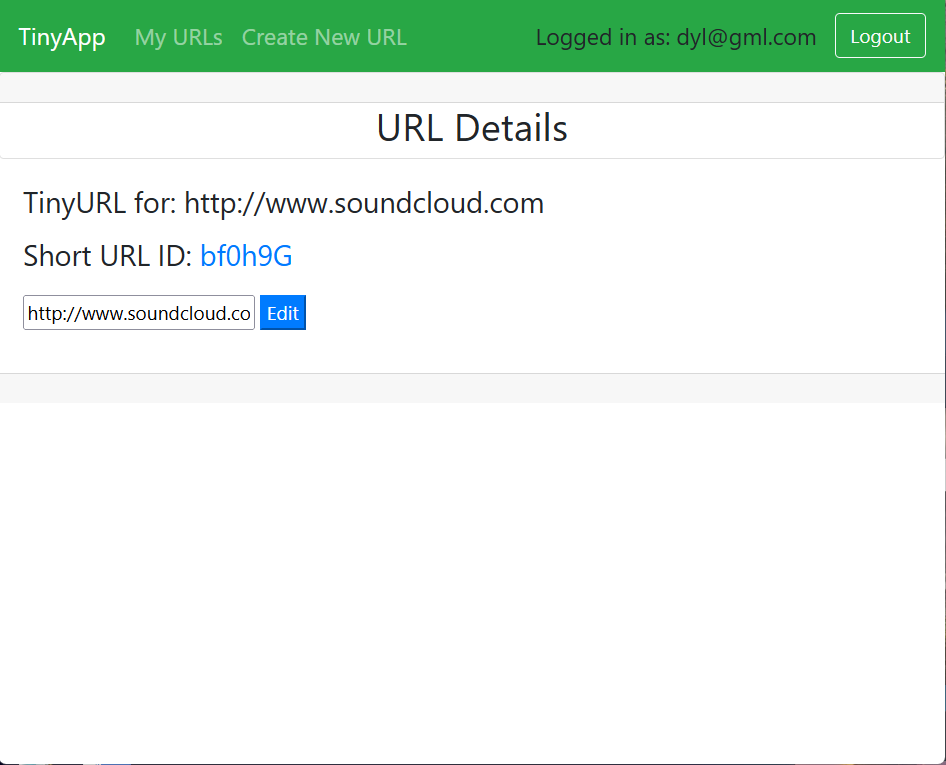 TinyApp My URLs Create New URL Logged in as: dyl@gml.com Logout
URL Details
TinyURL for: http://www.soundcloud.com
Short URL ID: bf0h9G
http://www.soundcloud.co Edit